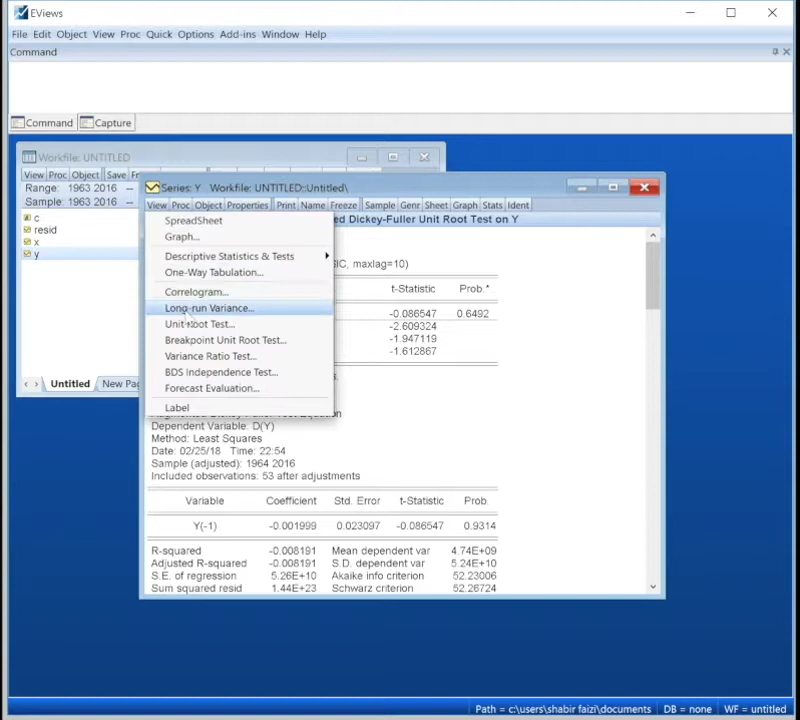 EViews
File Edit Object View Proc Quick Options Add-ins Window Help
Command
Command Capture
Workfile: UNTITLED
View Proc Object Save
Range: 1963 2016 --
Sample: 1963 2016 --
c
resid
x
y
Untitled New Pag
Series: Y Workfile: UNTITLED::Untitled\
View Proc Object Properties Print Name Freeze Sample Genr Sheet Graph Stats Ident
ed Dickey-Fuller Unit Root Test on Y
SpreadSheet
Graph...
Descriptive Statistics & Tests
One-Way Tabulation...
Correlogram...
Long-run Variance...
Unit Root Test...
Breakpoint Unit Root Test...
Variance Ratio Test...
BDS Independence Test...
Forecast Evaluation...
Label
SIC, maxlag=10)
t-Statistic Prob.*
-0.086547 0.6492
-2.609324
-1.947119
-1.612867
s.
Augmented Dickey-Fuller Test Equation
Dependent Variable: D(Y)
Method: Least Squares
Date: 02/25/18 Time: 22:54
Sample (adjusted): 1964 2016
Included observations: 53 after adjustments
Variable Coefficient Std. Error t-Statistic Prob.
Y(-1) -0.001999 0.023097 -0.086547 0.9314
R-squared -0.008191 Mean dependent var 4.74E+09
Adjusted R-squared -0.008191 S.D. dependent var 5.24E+10
S.E. of regression 5.26E+10 Akaike info criterion 52.23006
Sum squared resid 1.44E+23 Schwarz criterion 52.26724
Path = c:\users\shabir faizi\documents DB = none WF = untitled